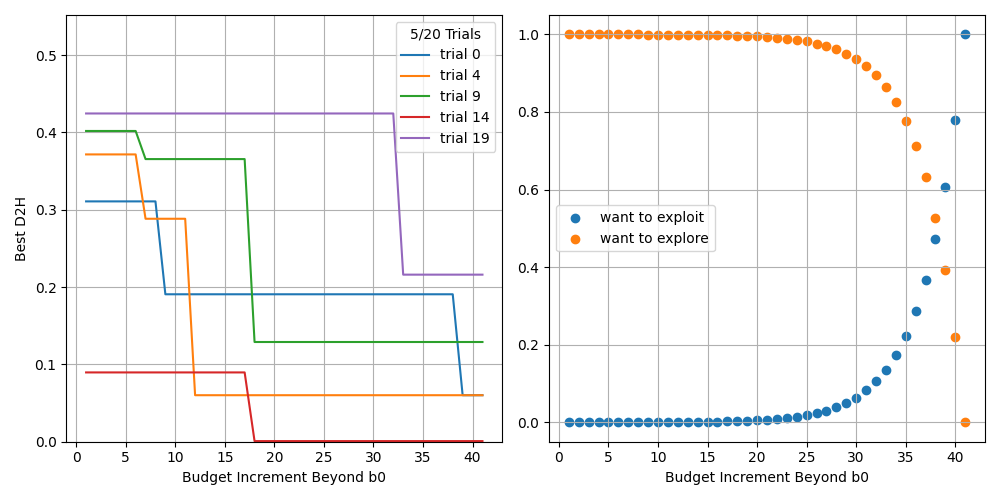 5/20 Trials
trial 0
trial 4
trial 9
trial 14
trial 19
Best D2H
0.5
0.4
0.3
0.2
0.1
0.0
0 5 10 15 20 25 30 35 40
Budget Increment Beyond b0
want to exploit
want to explore
1.0
0.8
0.6
0.4
0.2
0.0
0 5 10 15 20 25 30 35 40
Budget Increment Beyond b0